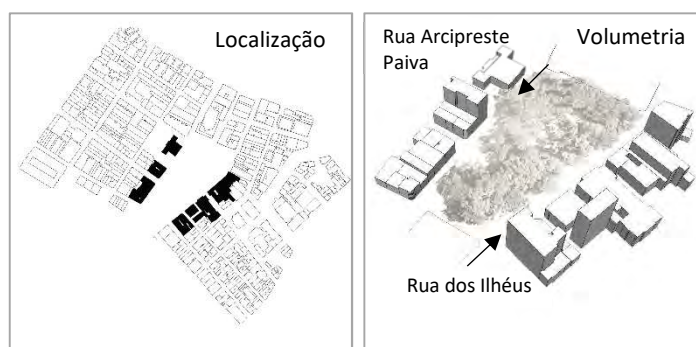 Localização
Rua Arcipreste
Paiva
Volumetria
Rua dos Ilhéus